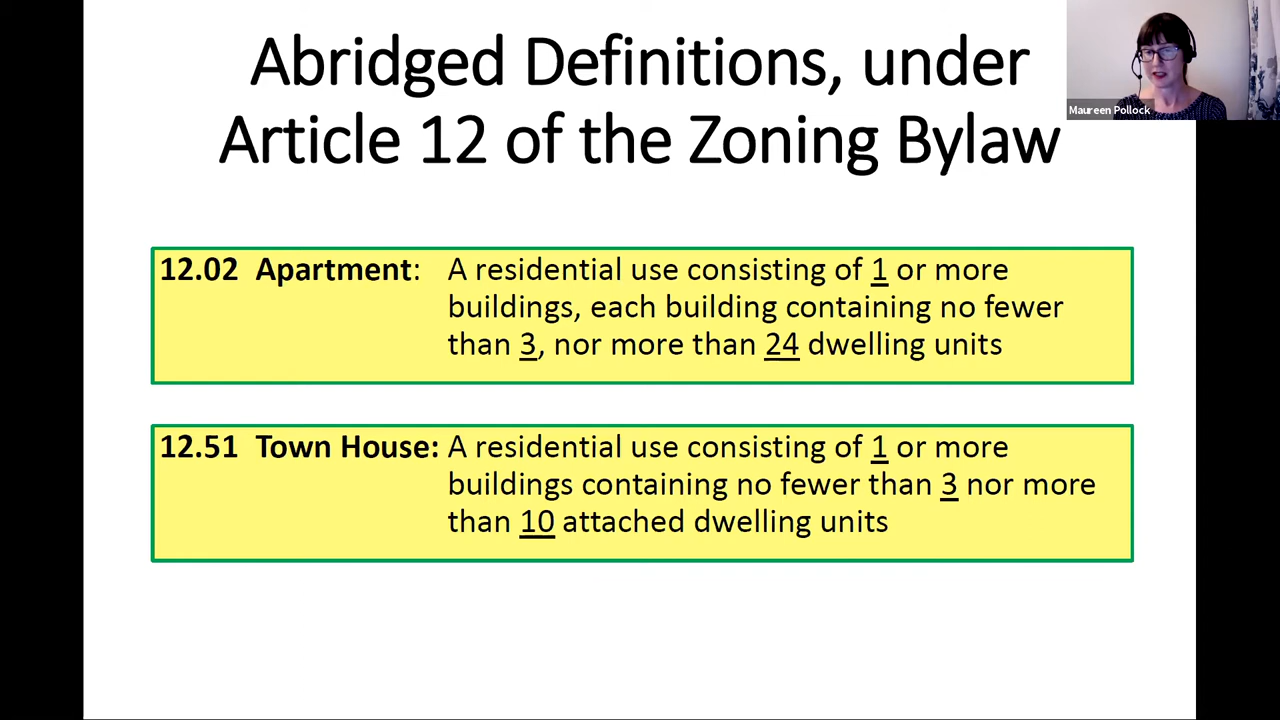 Abridged Definitions, under
Article 12 of the Zoning Bylaw
Maureen Pollock
12.02 Apartment: A residential use consisting of 1 or more
buildings, each building containing no fewer
than 3, nor more than 24 dwelling units
12.51 Town House: A residential use consisting of 1 or more
buildings containing no fewer than 3 nor more
than 10 attached dwelling units